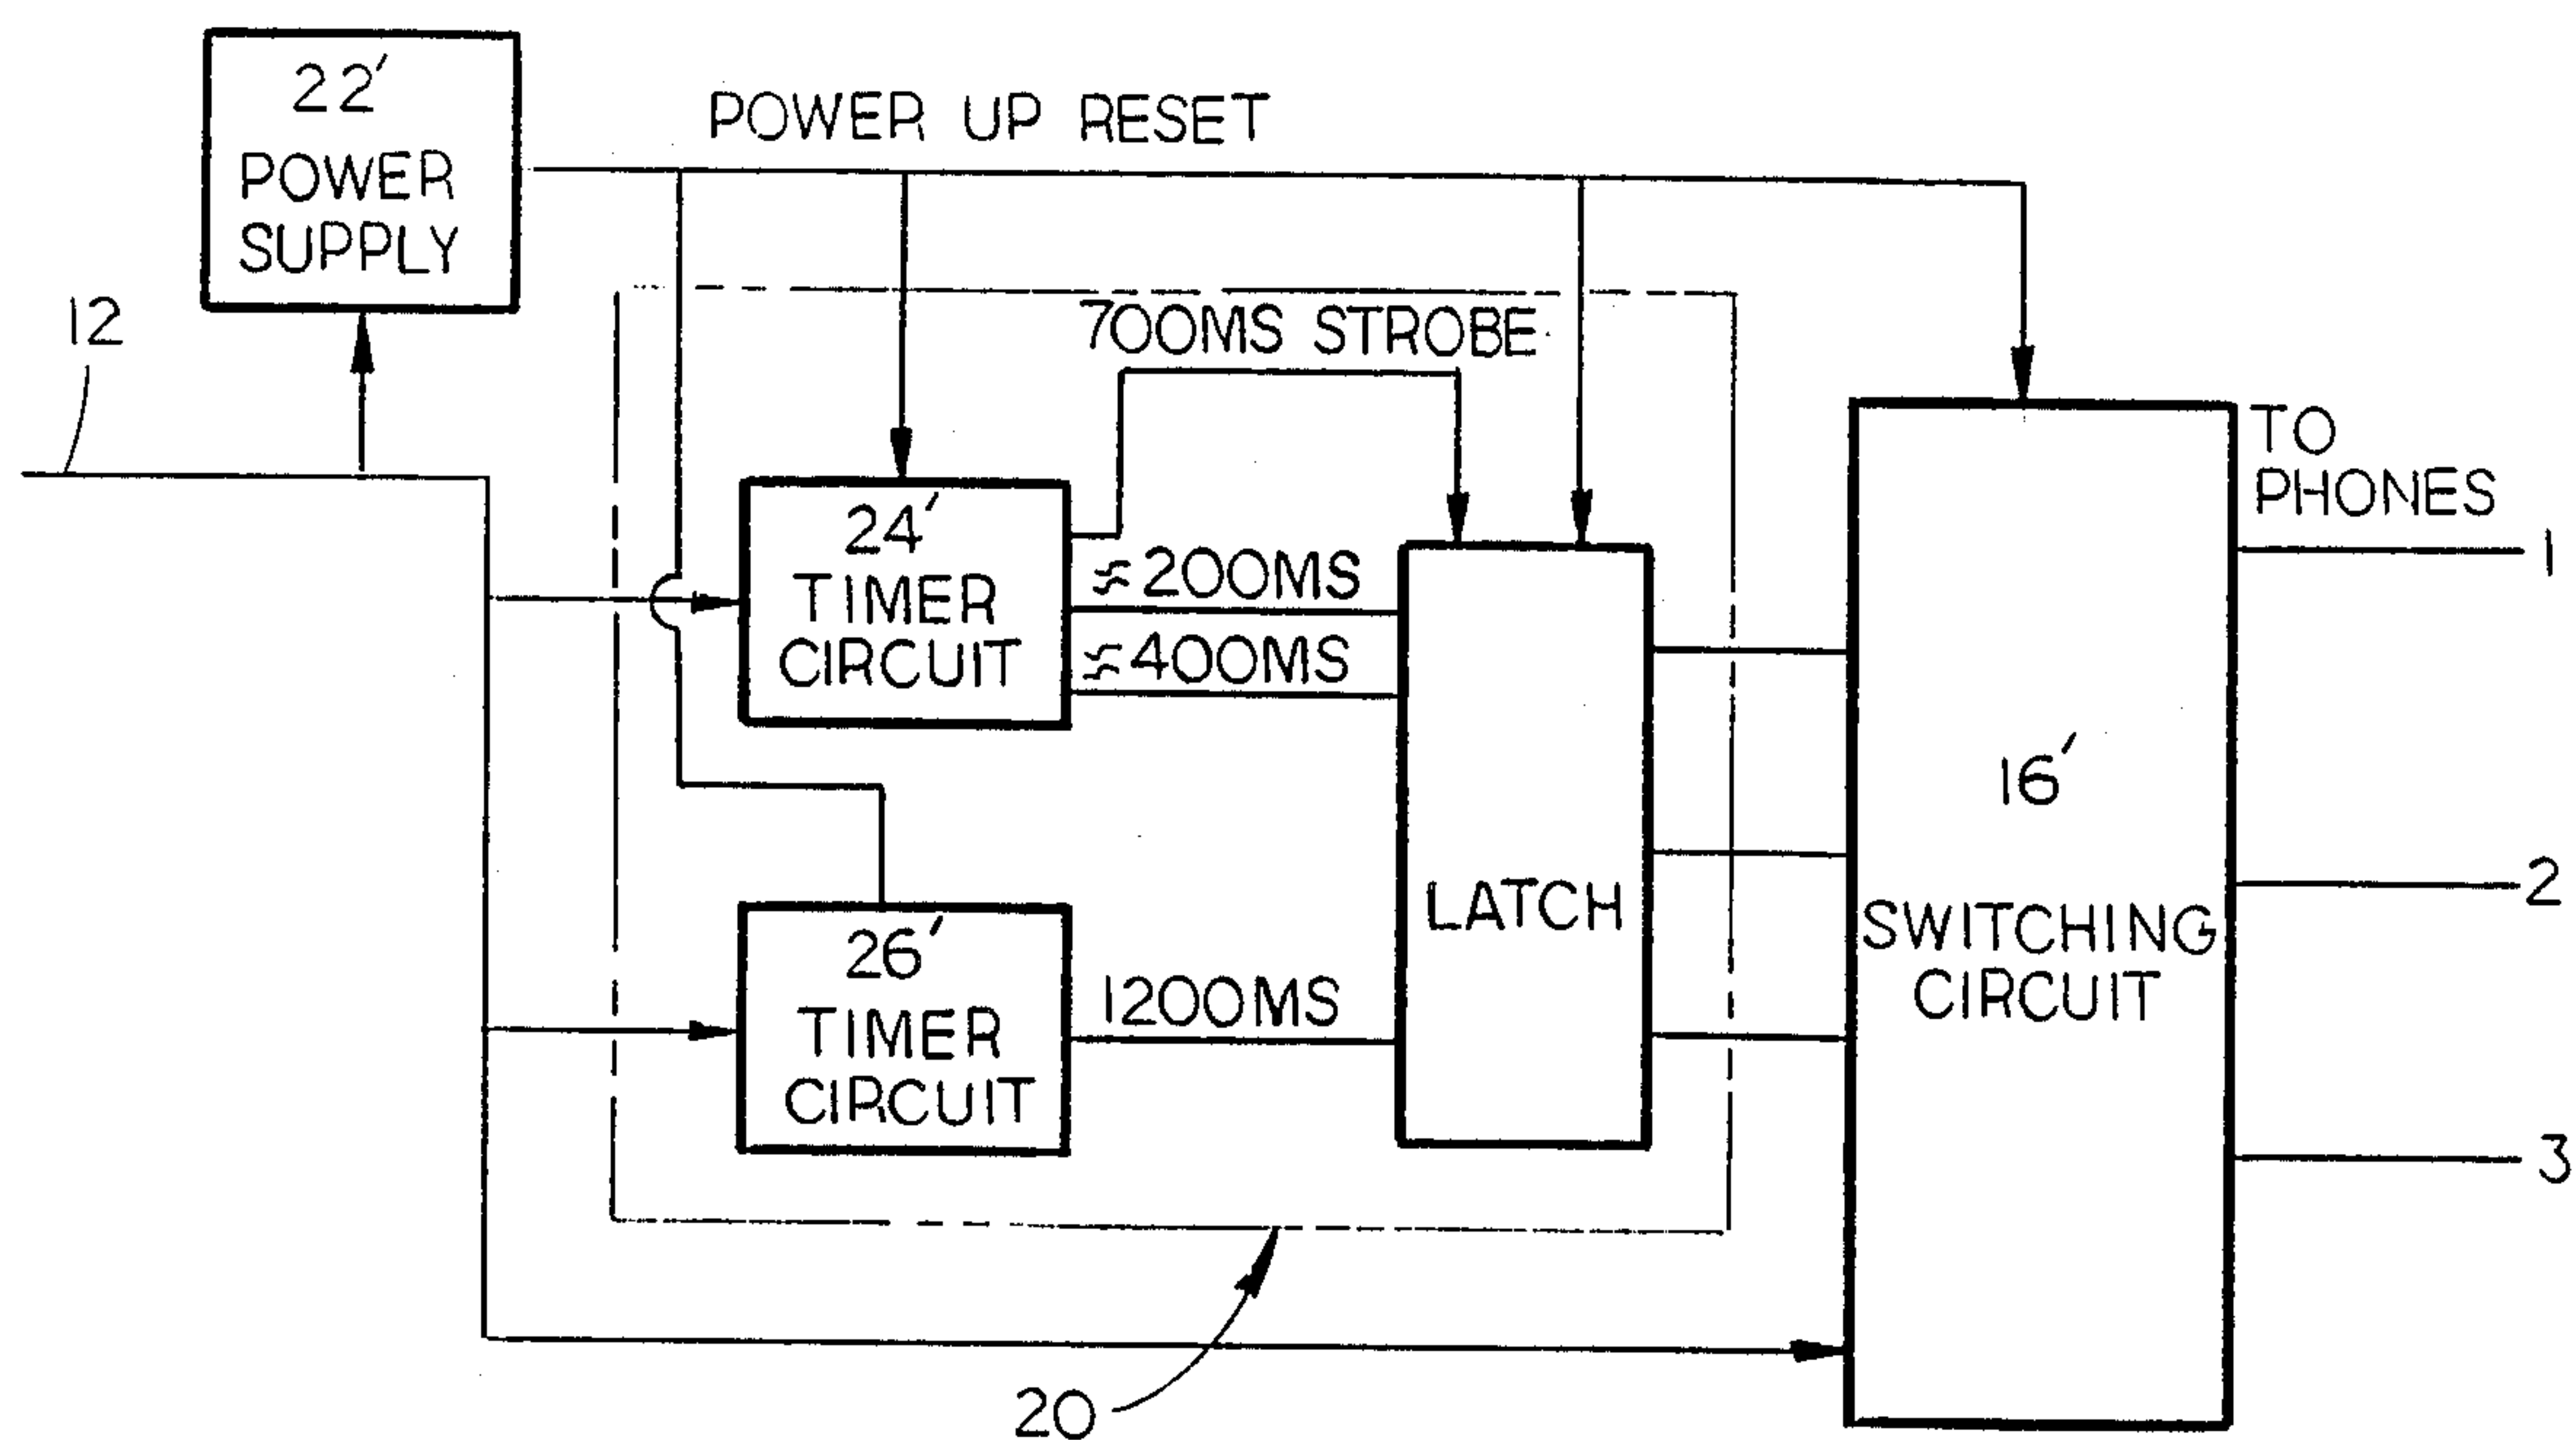 22'
POWER
SUPPLY
POWER UP RESET
12
700MS STROBE
TO
PHONES
24'
TIMER
CIRCUIT
≈200MS
≈400MS
1
16'
LATCH
SWITCHING
CIRCUIT
2
26'
TIMER
CIRCUIT
1200MS
3
20